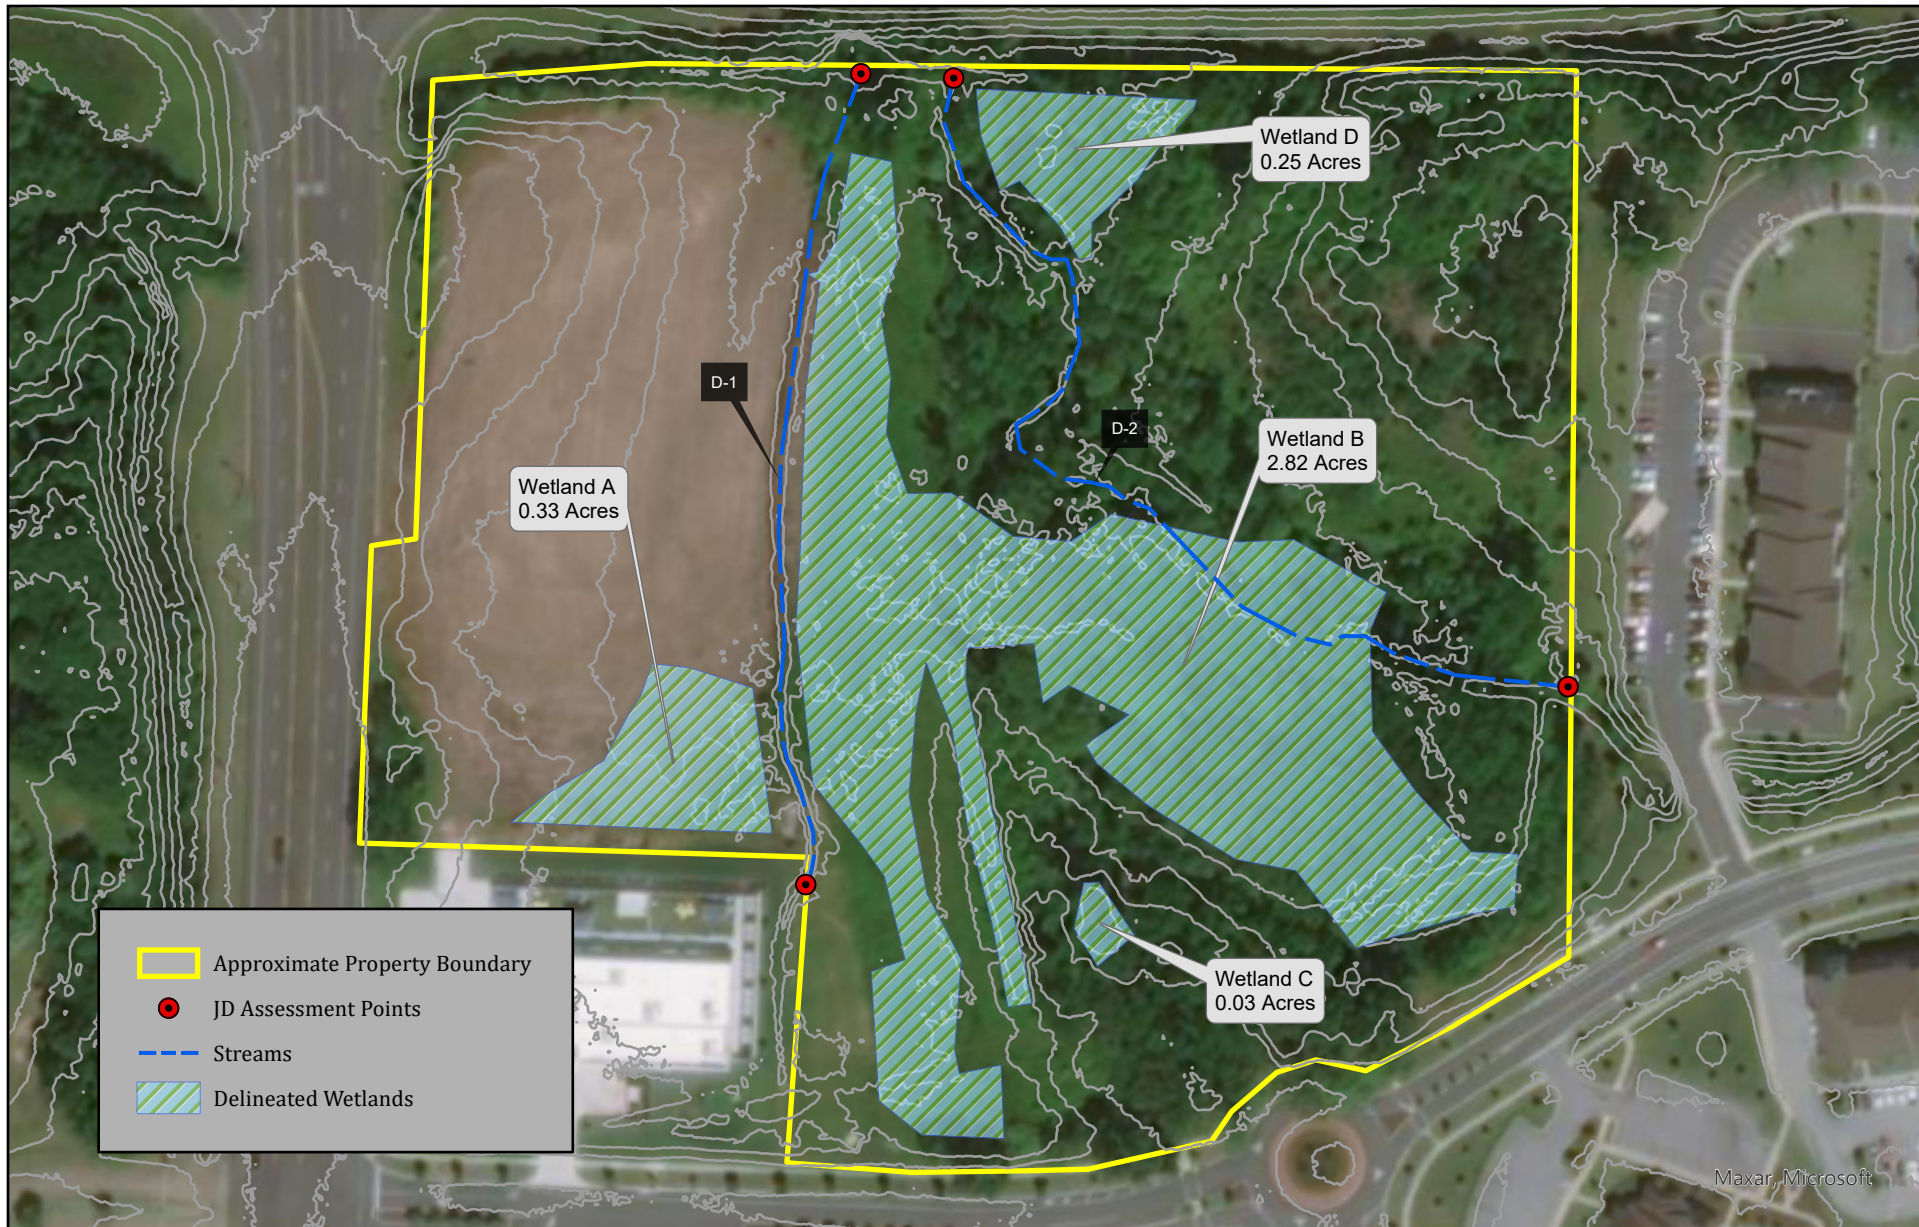 Wetland D
0.25 Acres
D-1
D-2
Wetland B
2.82 Acres
Wetland A
0.33 Acres
Wetland C
0.03 Acres
Approximate Property Boundary
JD Assessment Points
Streams
Delineated Wetlands
Maxar, Microsoft